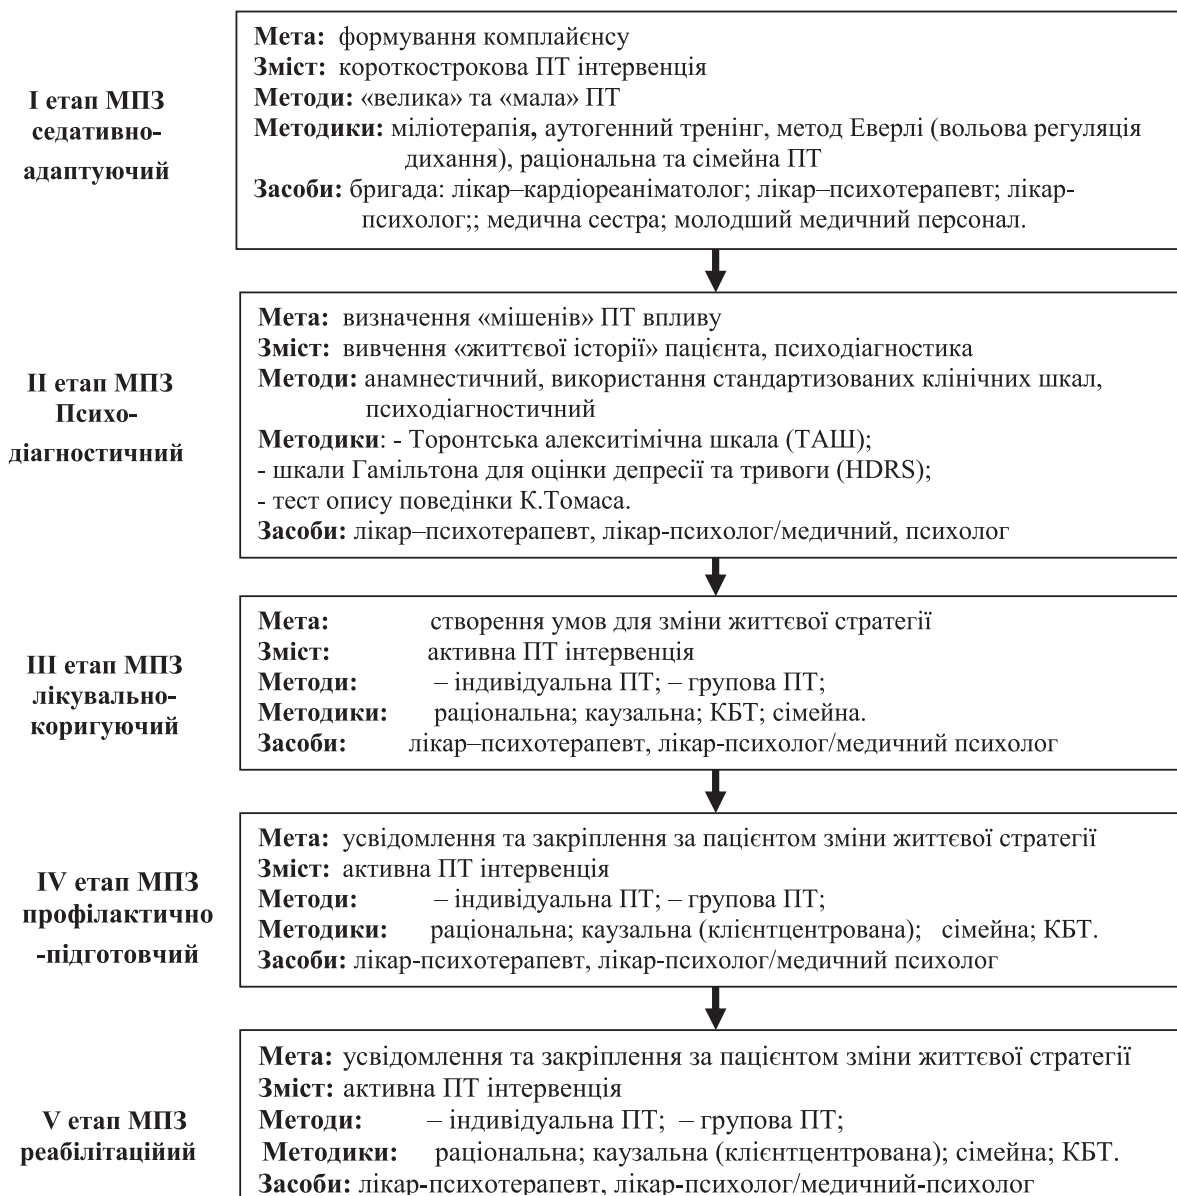 І етап МПЗ
седативно-
адаптуючий
Мета: формування комплайєнсу
Зміст: короткострокова ПТ інтервенція
Методи: «велика» та «мала» ПТ
Методики: міліотерапія, аутогенний тренінг, метод Еверлі (вольова регуляція
дихання), раціональна та сімейна ПТ
Засоби: бригада: лікар–кардіореаніматолог; лікар–психотерапевт; лікар-
психолог;; медична сестра; молодший медичний персонал.
ІІ етап МПЗ
Психо-
діагностичний
Мета: визначення «мішенів» ПТ впливу
Зміст: вивчення «життєвої історії» пацієнта, психодіагностика
Методи: анамнестичний, використання стандартизованих клінічних шкал,
психодіагностичний
Методики: - Торонтська алекситімічна шкала (ТАШ);
- шкали Гамільтона для оцінки депресії та тривоги (HDRS);
- тест опису поведінки К.Томаса.
Засоби: лікар–психотерапевт, лікар-психолог/медичний, психолог
ІІІ етап МПЗ
лікувально-
коригуючий
Мета: створення умов для зміни життєвої стратегії
Зміст: активна ПТ інтервенція
Методи: – індивідуальна ПТ; – групова ПТ;
Методики: раціональна; каузальна; КБТ; сімейна.
Засоби: лікар–психотерапевт, лікар-психолог/медичний психолог
IV етап МПЗ
профілактично
-підготовчий
Мета: усвідомлення та закріплення за пацієнтом зміни життєвої стратегії
Зміст: активна ПТ інтервенція
Методи: – індивідуальна ПТ; – групова ПТ;
Методики: раціональна; каузальна (клієнтцентрована); сімейна; КБТ.
Засоби: лікар-психотерапевт, лікар-психолог/медичний психолог
V етап МПЗ
реабілітаційий
Мета: усвідомлення та закріплення за пацієнтом зміни життєвої стратегії
Зміст: активна ПТ інтервенція
Методи: – індивідуальна ПТ; – групова ПТ;
Методики: раціональна; каузальна (клієнтцентрована); сімейна; КБТ.
Засоби: лікар-психотерапевт, лікар-психолог/медичний-психолог